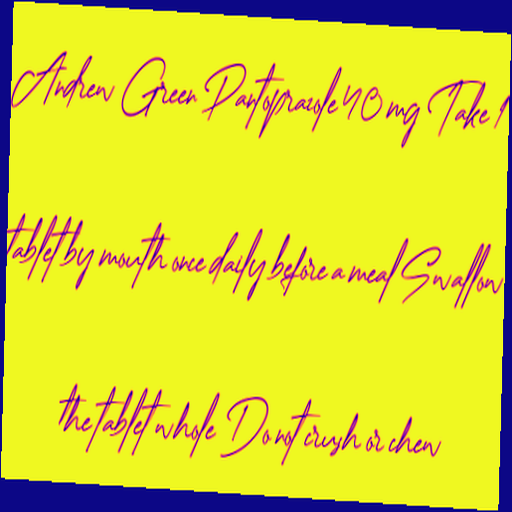 Andrew Green Pantoprazole 40 mg Take 1
tablet by mouth once daily before a meal Swallow
the tablet whole Do not crush or chew